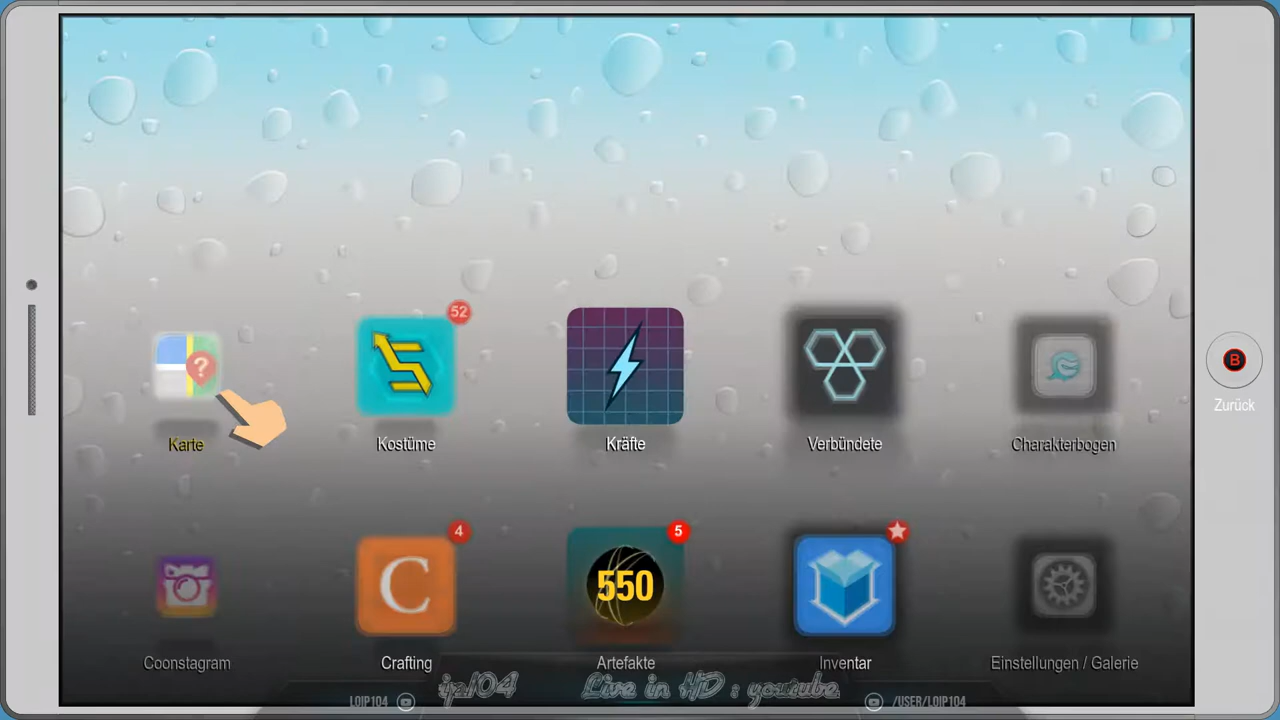 52
?
Karte
Kostüme
Kräfte
Verbündete
Charakterbogen
B
Zurück
4
5
C
550
Coonstagram
Crafting
Artefakte
Inventar
Einstellungen / Galerie
Live in HD : youtube
LOIP104
/USER/LOIP104